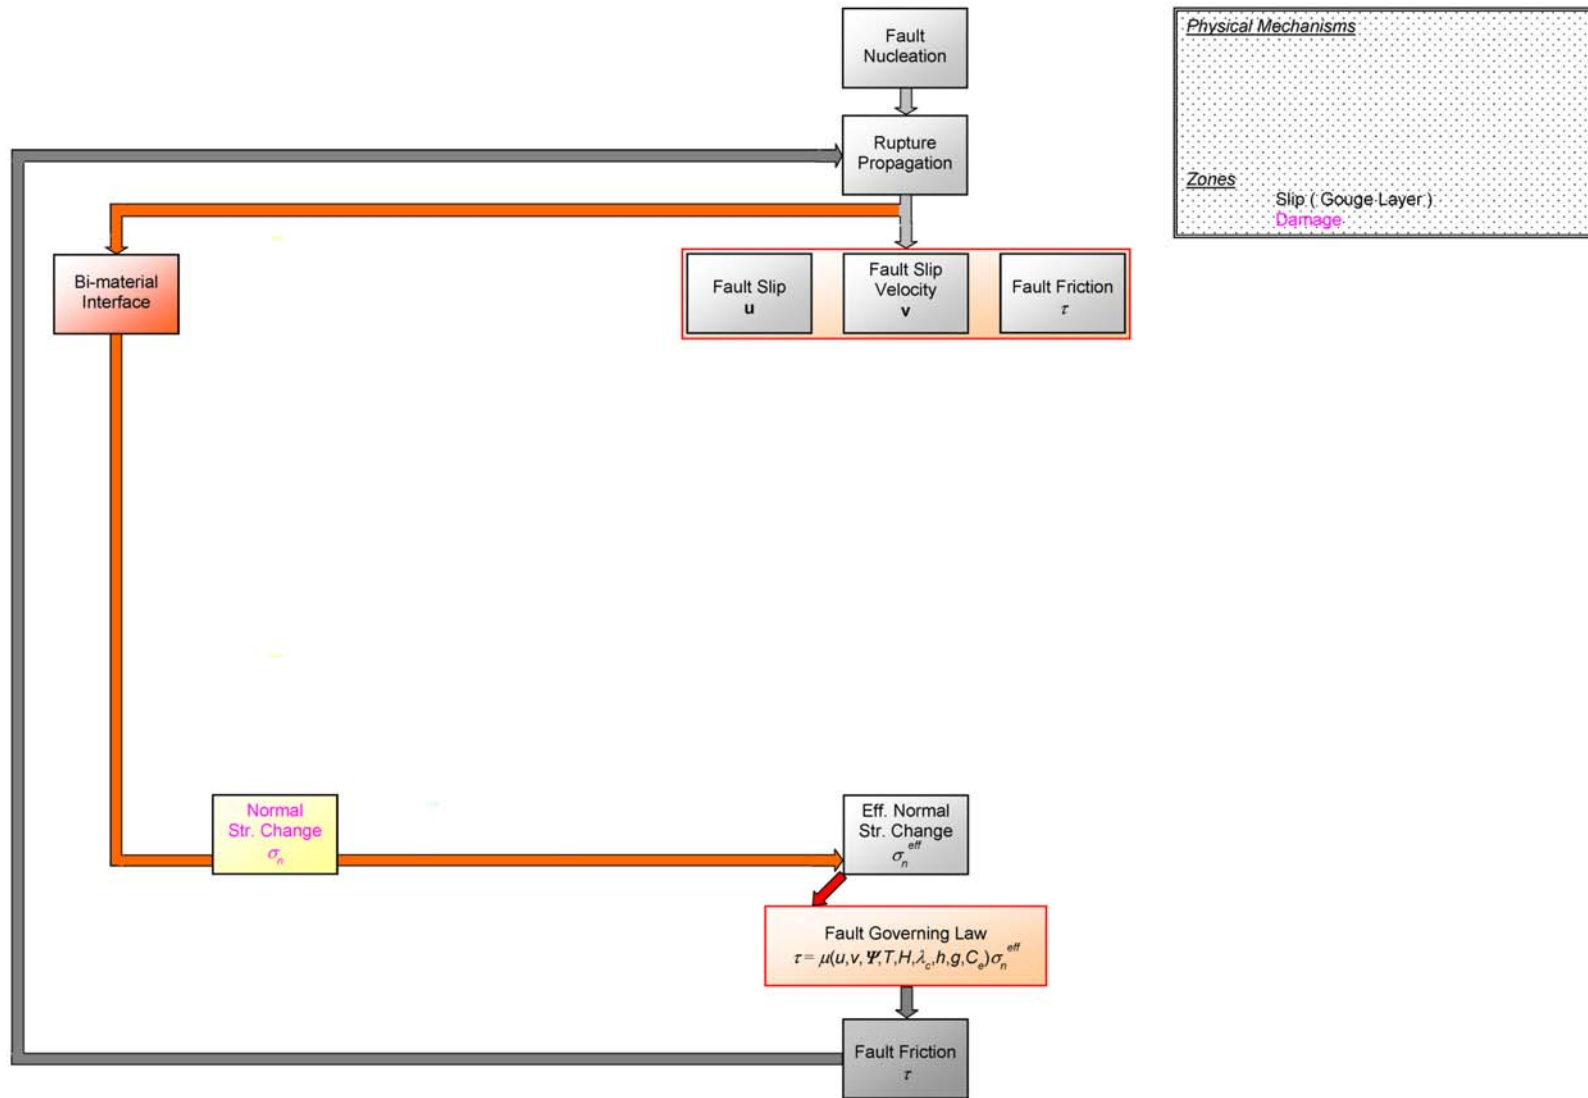 Fault
Nucleation
Physical Mechanisms
Rupture
Propagation
Zones
Slip ( Gouge Layer )
Damage
Bi-material
Interface
Fault Slip
u
Fault Slip
Velocity
v
Fault Friction
τ
Normal
Str. Change
σₙ
Eff. Normal
Str. Change
σₙ^eff
Fault Governing Law
τ = μ(u,v,Ψ,T,H,λ_c,h,g,C_e)σₙ^eff
Fault Friction
τ